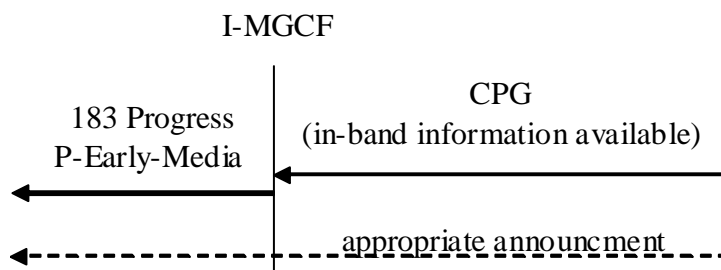 I-MGCF
183 Progress
P-Early-Media
CPG
(in-band information available)
appropriate announcment